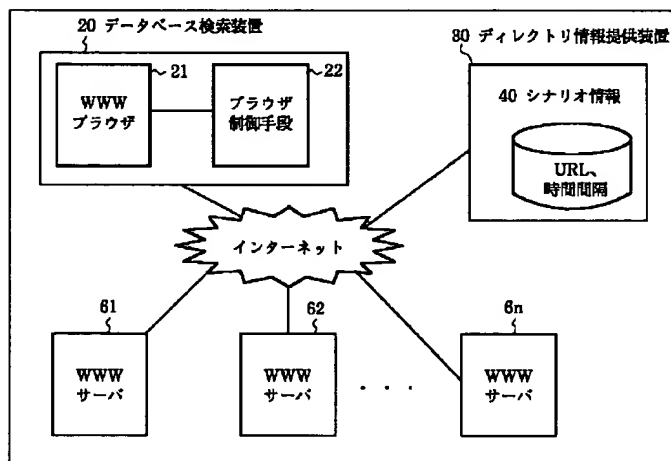 20 データベース検索装置
80 ディレクトリ情報提供装置
21
22
WWW
ブラウザ
ブラウザ
制御手段
40 シナリオ情報
URL、
時間間隔
インターネット
61
62
6n
WWW
サーバ
WWW
サーバ
・・・
WWW
サーバ